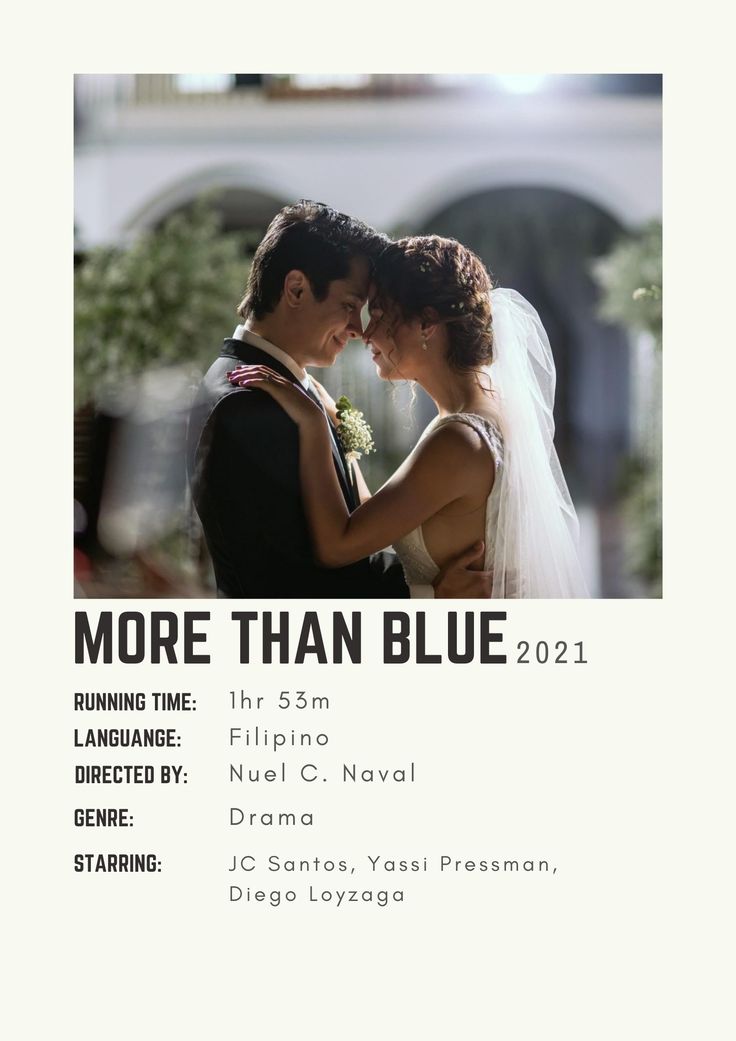 MORE THAN BLUE 2021
RUNNING TIME: 1hr 53m
LANGUANGE: Filipino
DIRECTED BY: Nuel C. Naval
GENRE: Drama
STARRING: JC Santos, Yassi Pressman,
Diego Loyzaga